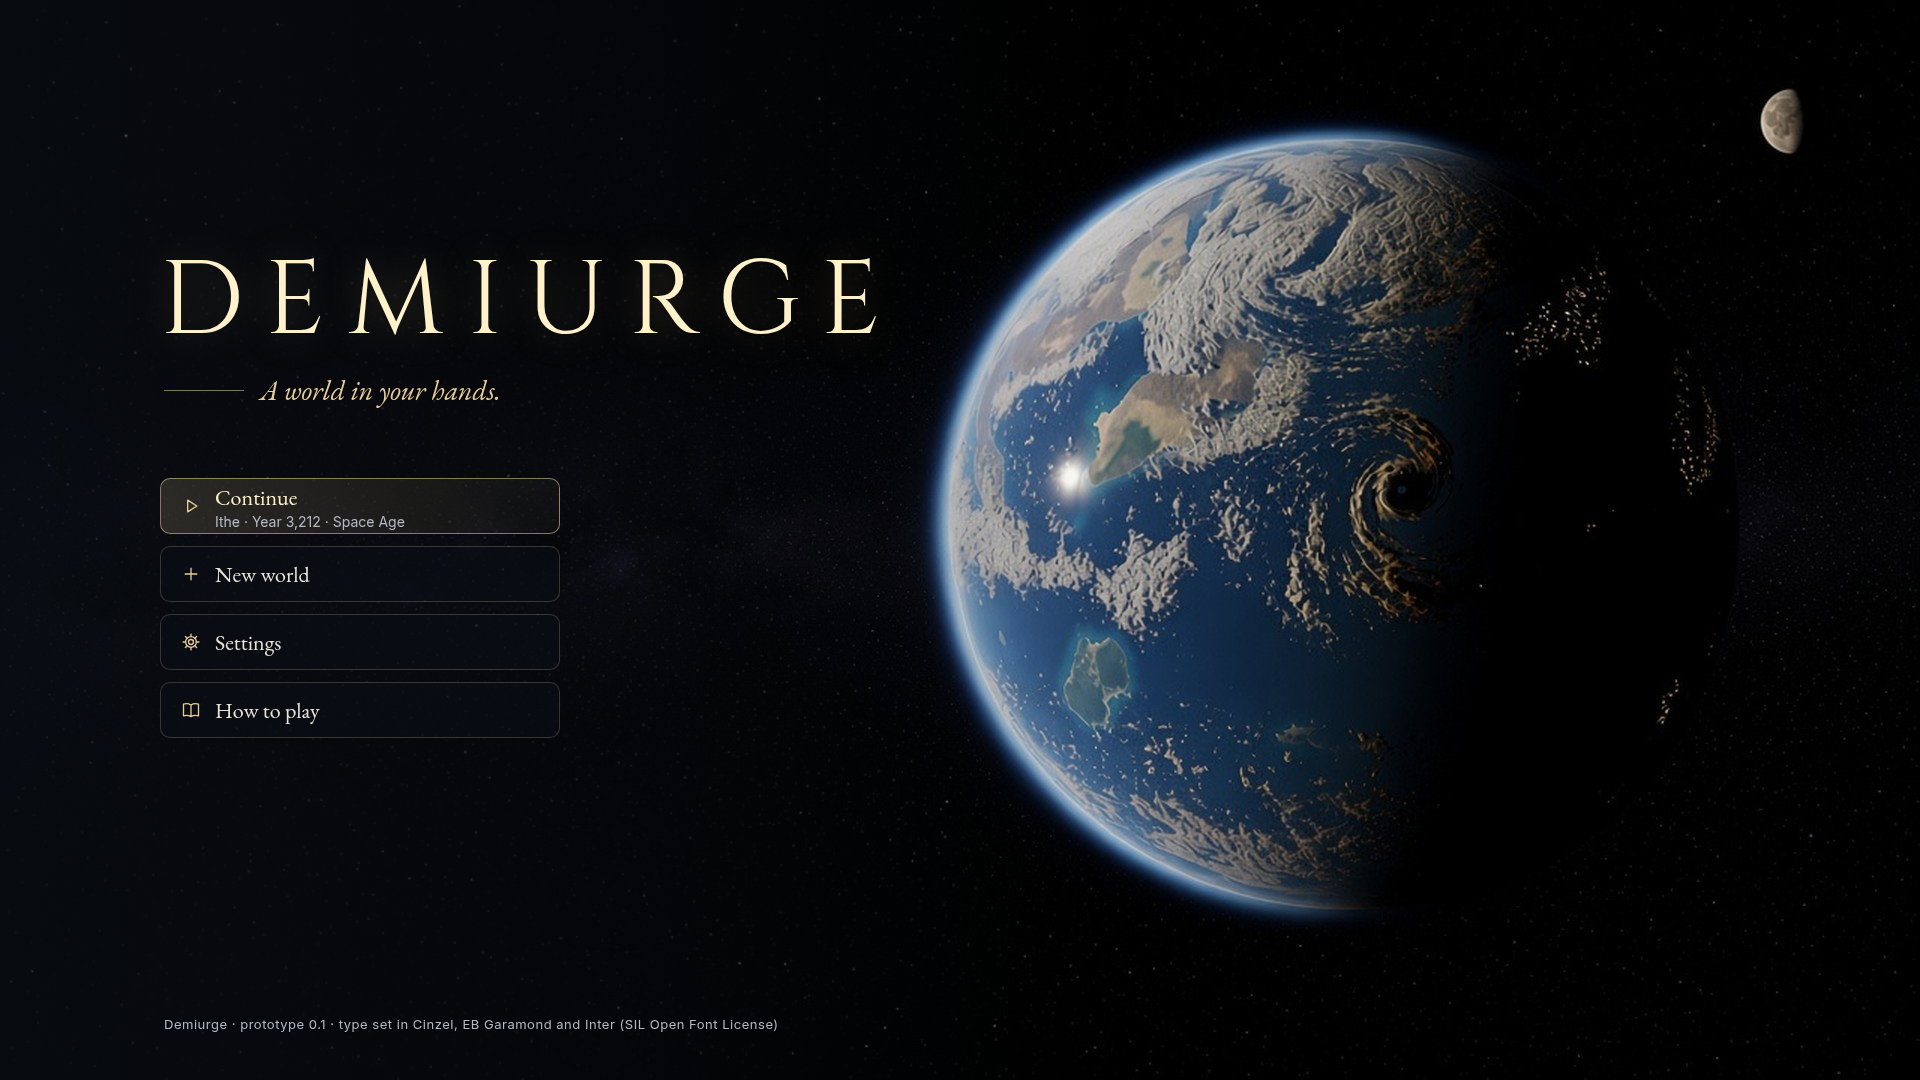 DEMIURGE
A world in your hands.
Continue
Ithe · Year 3,212 · Space Age
New world
Settings
How to play
Demiurge · prototype 0.1 · type set in Cinzel, EB Garamond and Inter (SIL Open Font License)